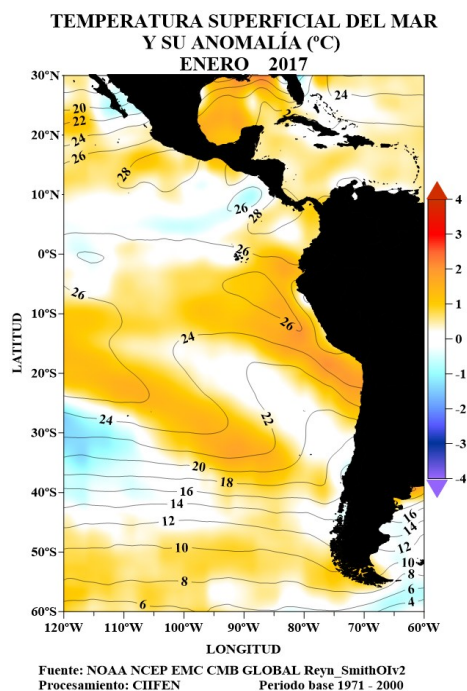 TEMPERATURA SUPERFICIAL DEL MAR
Y SU ANOMALÍA (ºC)
ENERO 2017
30°N
20°N
10°N
0°S
10°S
20°S
30°S
40°S
50°S
60°S
LATITUD
20
22
24
26
28
24
2
26
28
26
26
26
24
22
24
20
18
16
14
12
10
8
6
16
14
12
10
8
6
4
4
3
2
1
0
-1
-2
-3
-4
120°W 110°W 100°W 90°W 80°W 70°W 60°W
LONGITUD
Fuente: NOAA NCEP EMC CMB GLOBAL Reyn_SmithOIv2
Procesamiento: CIIFEN Periodo base 1971 - 2000